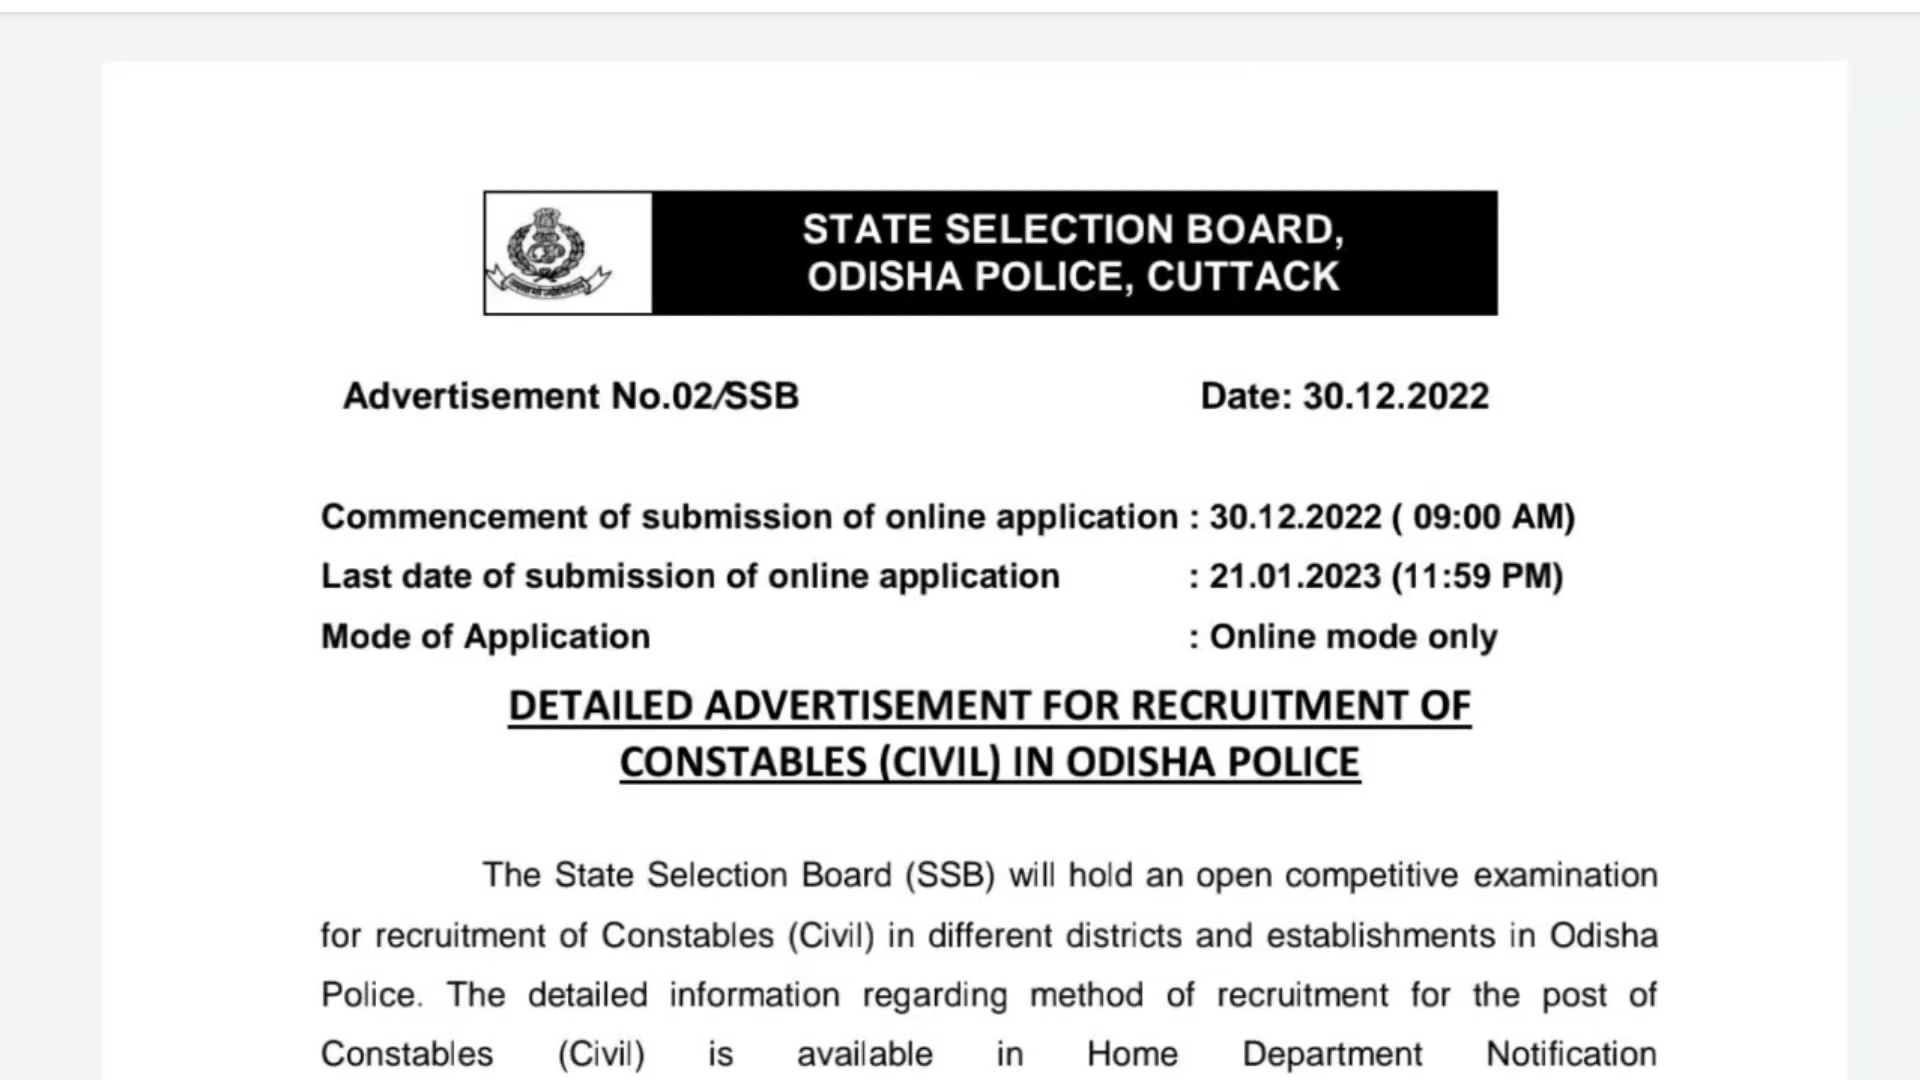 STATE SELECTION BOARD,
ODISHA POLICE, CUTTACK
Advertisement No.02/SSB Date: 30.12.2022
Commencement of submission of online application : 30.12.2022 ( 09:00 AM)
Last date of submission of online application : 21.01.2023 (11:59 PM)
Mode of Application : Online mode only
DETAILED ADVERTISEMENT FOR RECRUITMENT OF
CONSTABLES (CIVIL) IN ODISHA POLICE
The State Selection Board (SSB) will hold an open competitive examination
for recruitment of Constables (Civil) in different districts and establishments in Odisha
Police. The detailed information regarding method of recruitment for the post of
Constables (Civil) is available in Home Department Notification